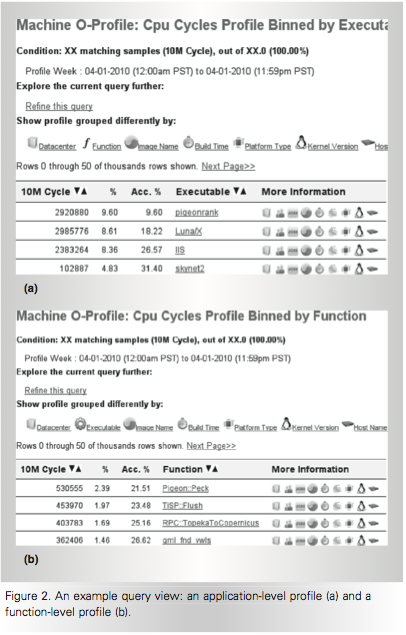 Machine O-Profile: Cpu Cycles Profile Binned by Executa
Condition: XX matching samples (10M Cycle), out of XX.0 (100.00%)
Profile Week : 04-01-2010 (12:00am PST) to 04-01-2010 (11:59pm PST)
Explore the current query further:
Refine this query
Show profile grouped differently by:
Datacenter Function Image Name Build Time Platform Type Kernel Version Hos
Rows 0 through 50 of thousands rows shown. Next Page>>
10M Cycle ▼▲ % Acc. % Executable ▼▲ More Information
2920880 9.60 9.60 pigeonrank
2985776 8.61 18.22 Luna/X
2383264 8.36 26.57 IIS
102887 4.83 31.40 skynet2
(a)
Machine O-Profile: Cpu Cycles Profile Binned by Function
Condition: XX matching samples (10M Cycle), out of XX.0 (100.00%)
Profile Week : 04-01-2010 (12:00am PST) to 04-01-2010 (11:59pm PST)
Explore the current query further:
Refine this query
Show profile grouped differently by:
Datacenter Executable Image Name Build Time Platform Type Kernel Version Host Name
Rows 0 through 50 of thousands rows shown. Next Page>>
10M Cycle ▼▲ % Acc. % Function ▼▲ More Information
530555 2.39 21.51 Pigeon::Peck
453970 1.97 23.48 TiSP::Flush
403783 1.69 25.16 RPC::TopekaToCopernicus
362406 1.46 26.62 gml_fnd_vwls
(b)
Figure 2. An example query view: an application-level profile (a) and a
function-level profile (b).